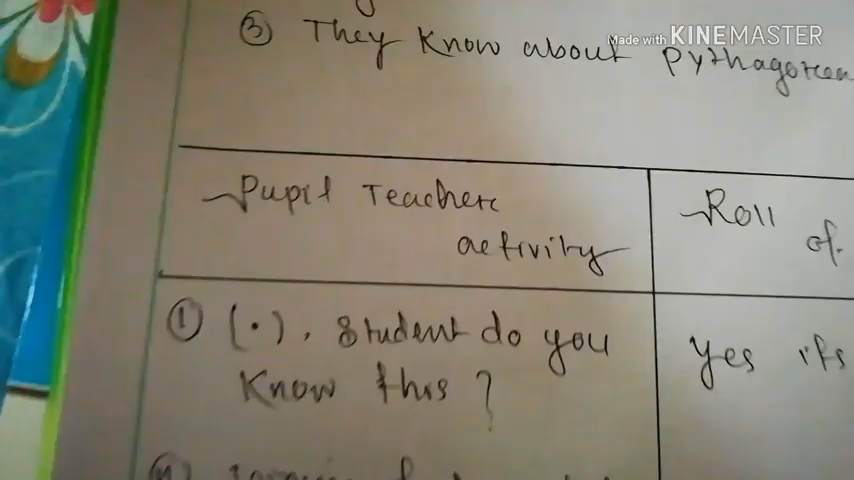 ③ They Know about pythagorean
Made with KINEMASTER
Pupil Teacher
activity
Roll
of
① (.), Student do you
Know this?
yes its